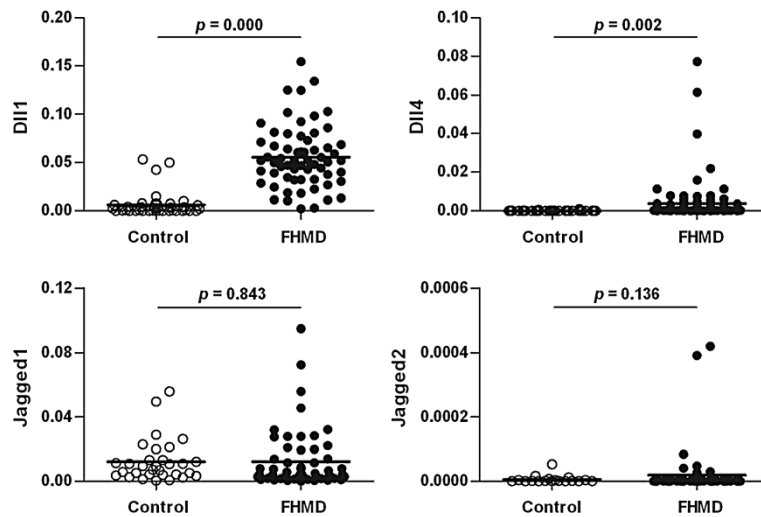 p = 0.000
0.20
0.15
0.10
0.05
0.00
Dll1
Control
FHMD
p = 0.002
0.10
0.08
0.06
0.04
0.02
0.00
Dll4
Control
FHMD
p = 0.843
0.12
0.08
0.04
0.00
Jagged1
Control
FHMD
p = 0.136
0.0006
0.0004
0.0002
0.0000
Jagged2
Control
FHMD